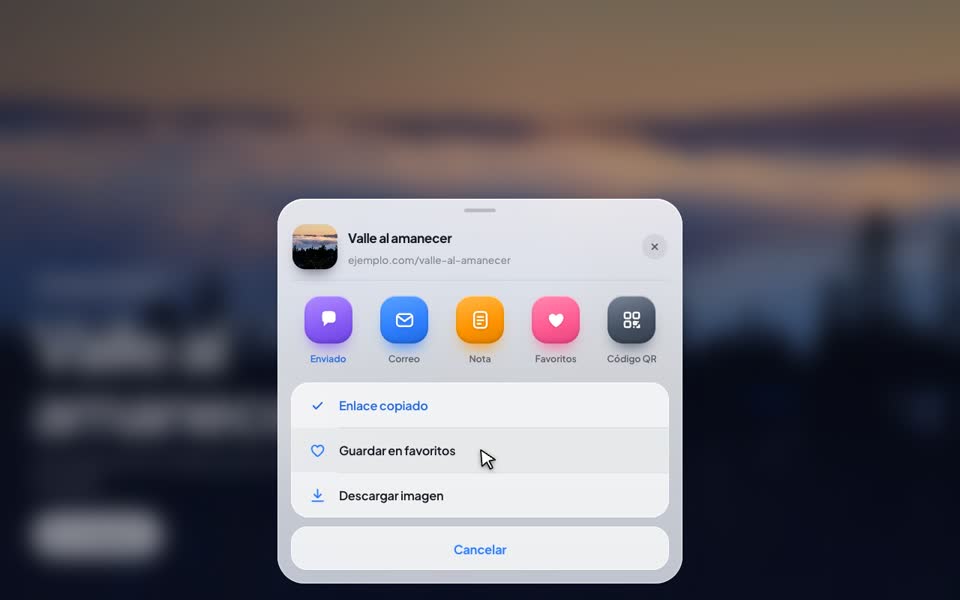 Valle al amanecer
ejemplo.com/valle-al-amanecer
Enviado
Correo
Nota
Favoritos
Código QR
Enlace copiado
Guardar en favoritos
Descargar imagen
Cancelar